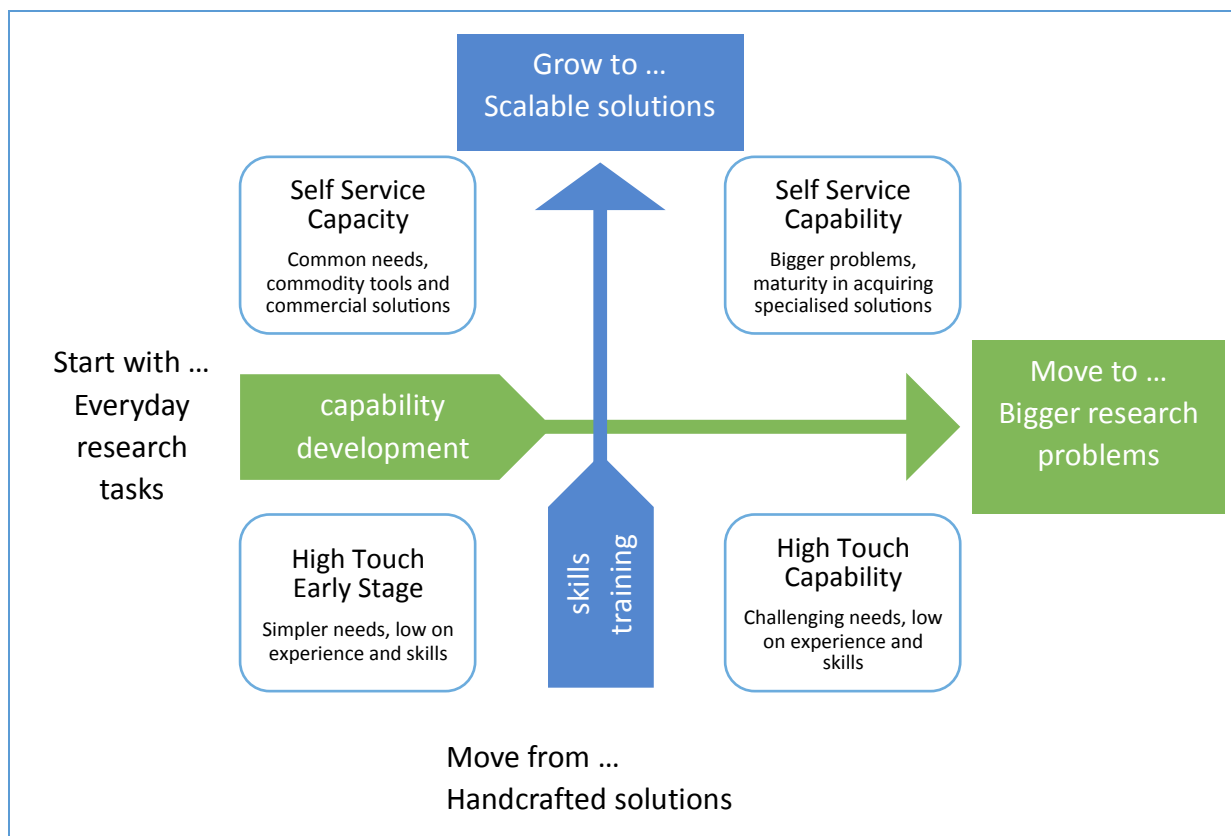 Grow to ...
Scalable solutions
Self Service
Capacity
Common needs,
commodity tools and
commercial solutions
Self Service
Capability
Bigger problems,
maturity in acquiring
specialised solutions
Start with ...
Everyday
research
tasks
capability
development
Move to ...
Bigger research
problems
High Touch
Early Stage
Simpler needs, low on
experience and skills
skills
training
High Touch
Capability
Challenging needs, low
on experience and
skills
Move from ...
Handcrafted solutions